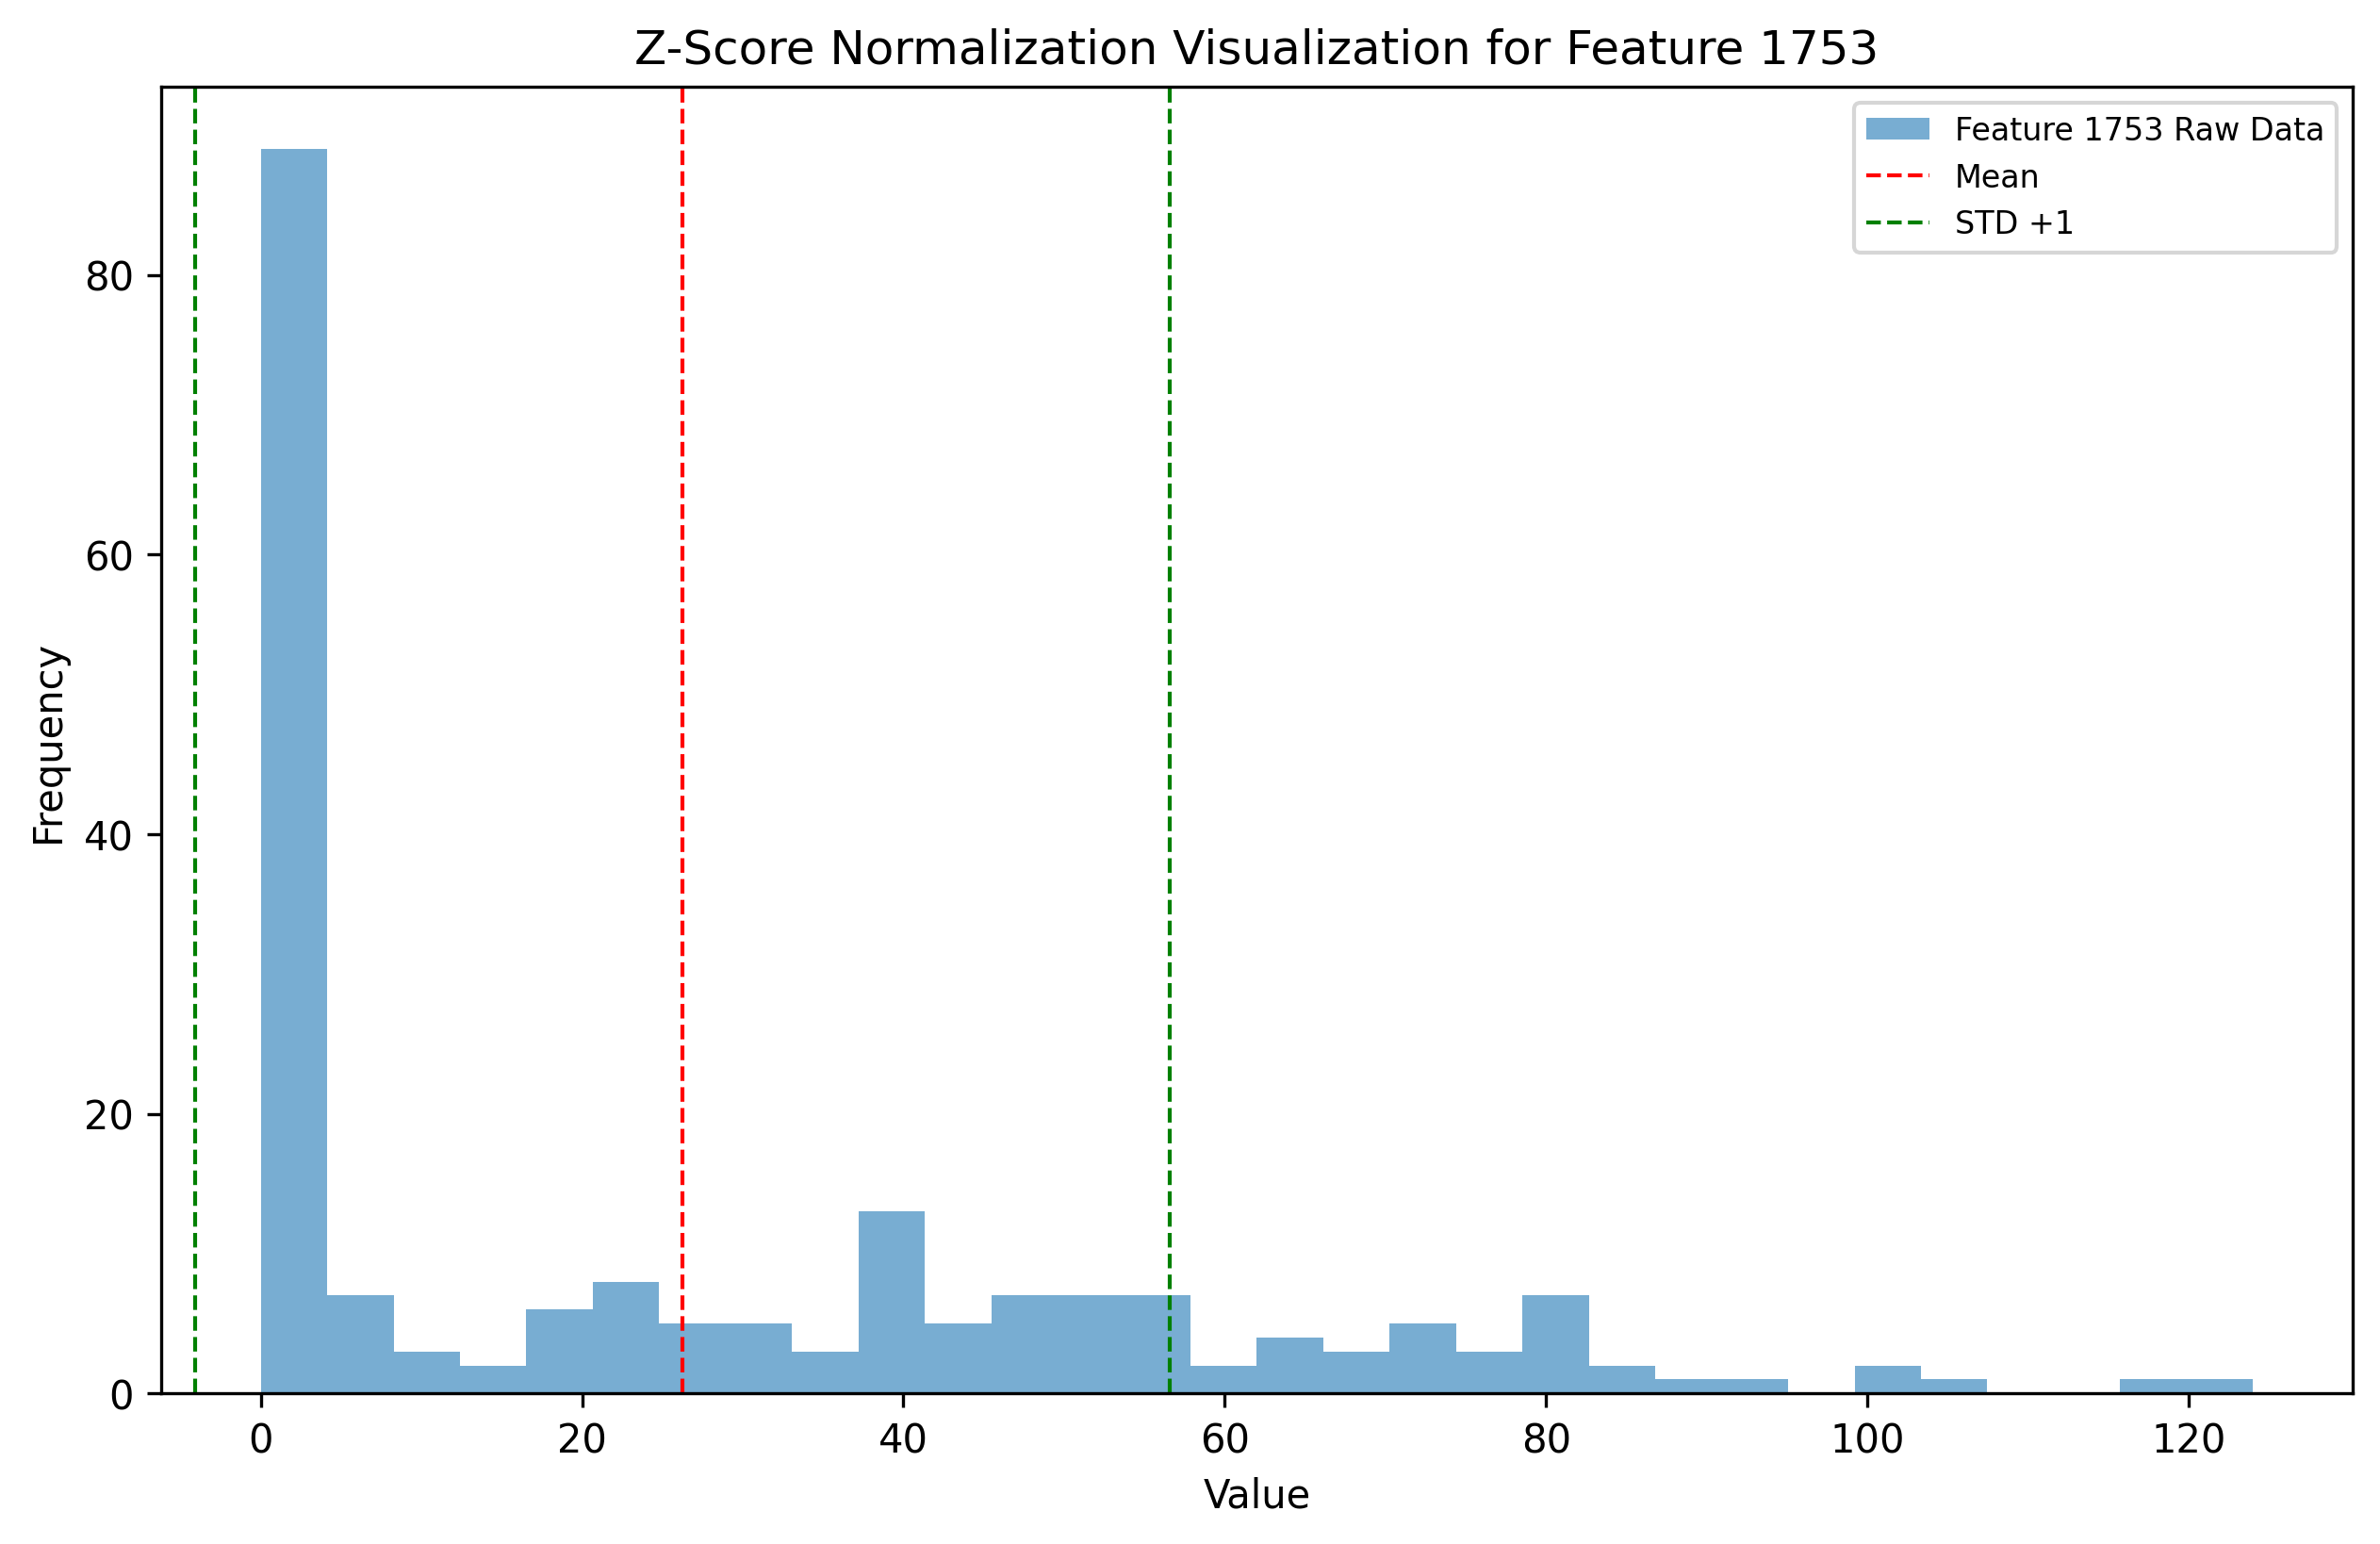 Z-Score Normalization Visualization for Feature 1753
Feature 1753 Raw Data
Mean
STD +1
80
60
40
20
0
Frequency
0 20 40 60 80 100 120
Value